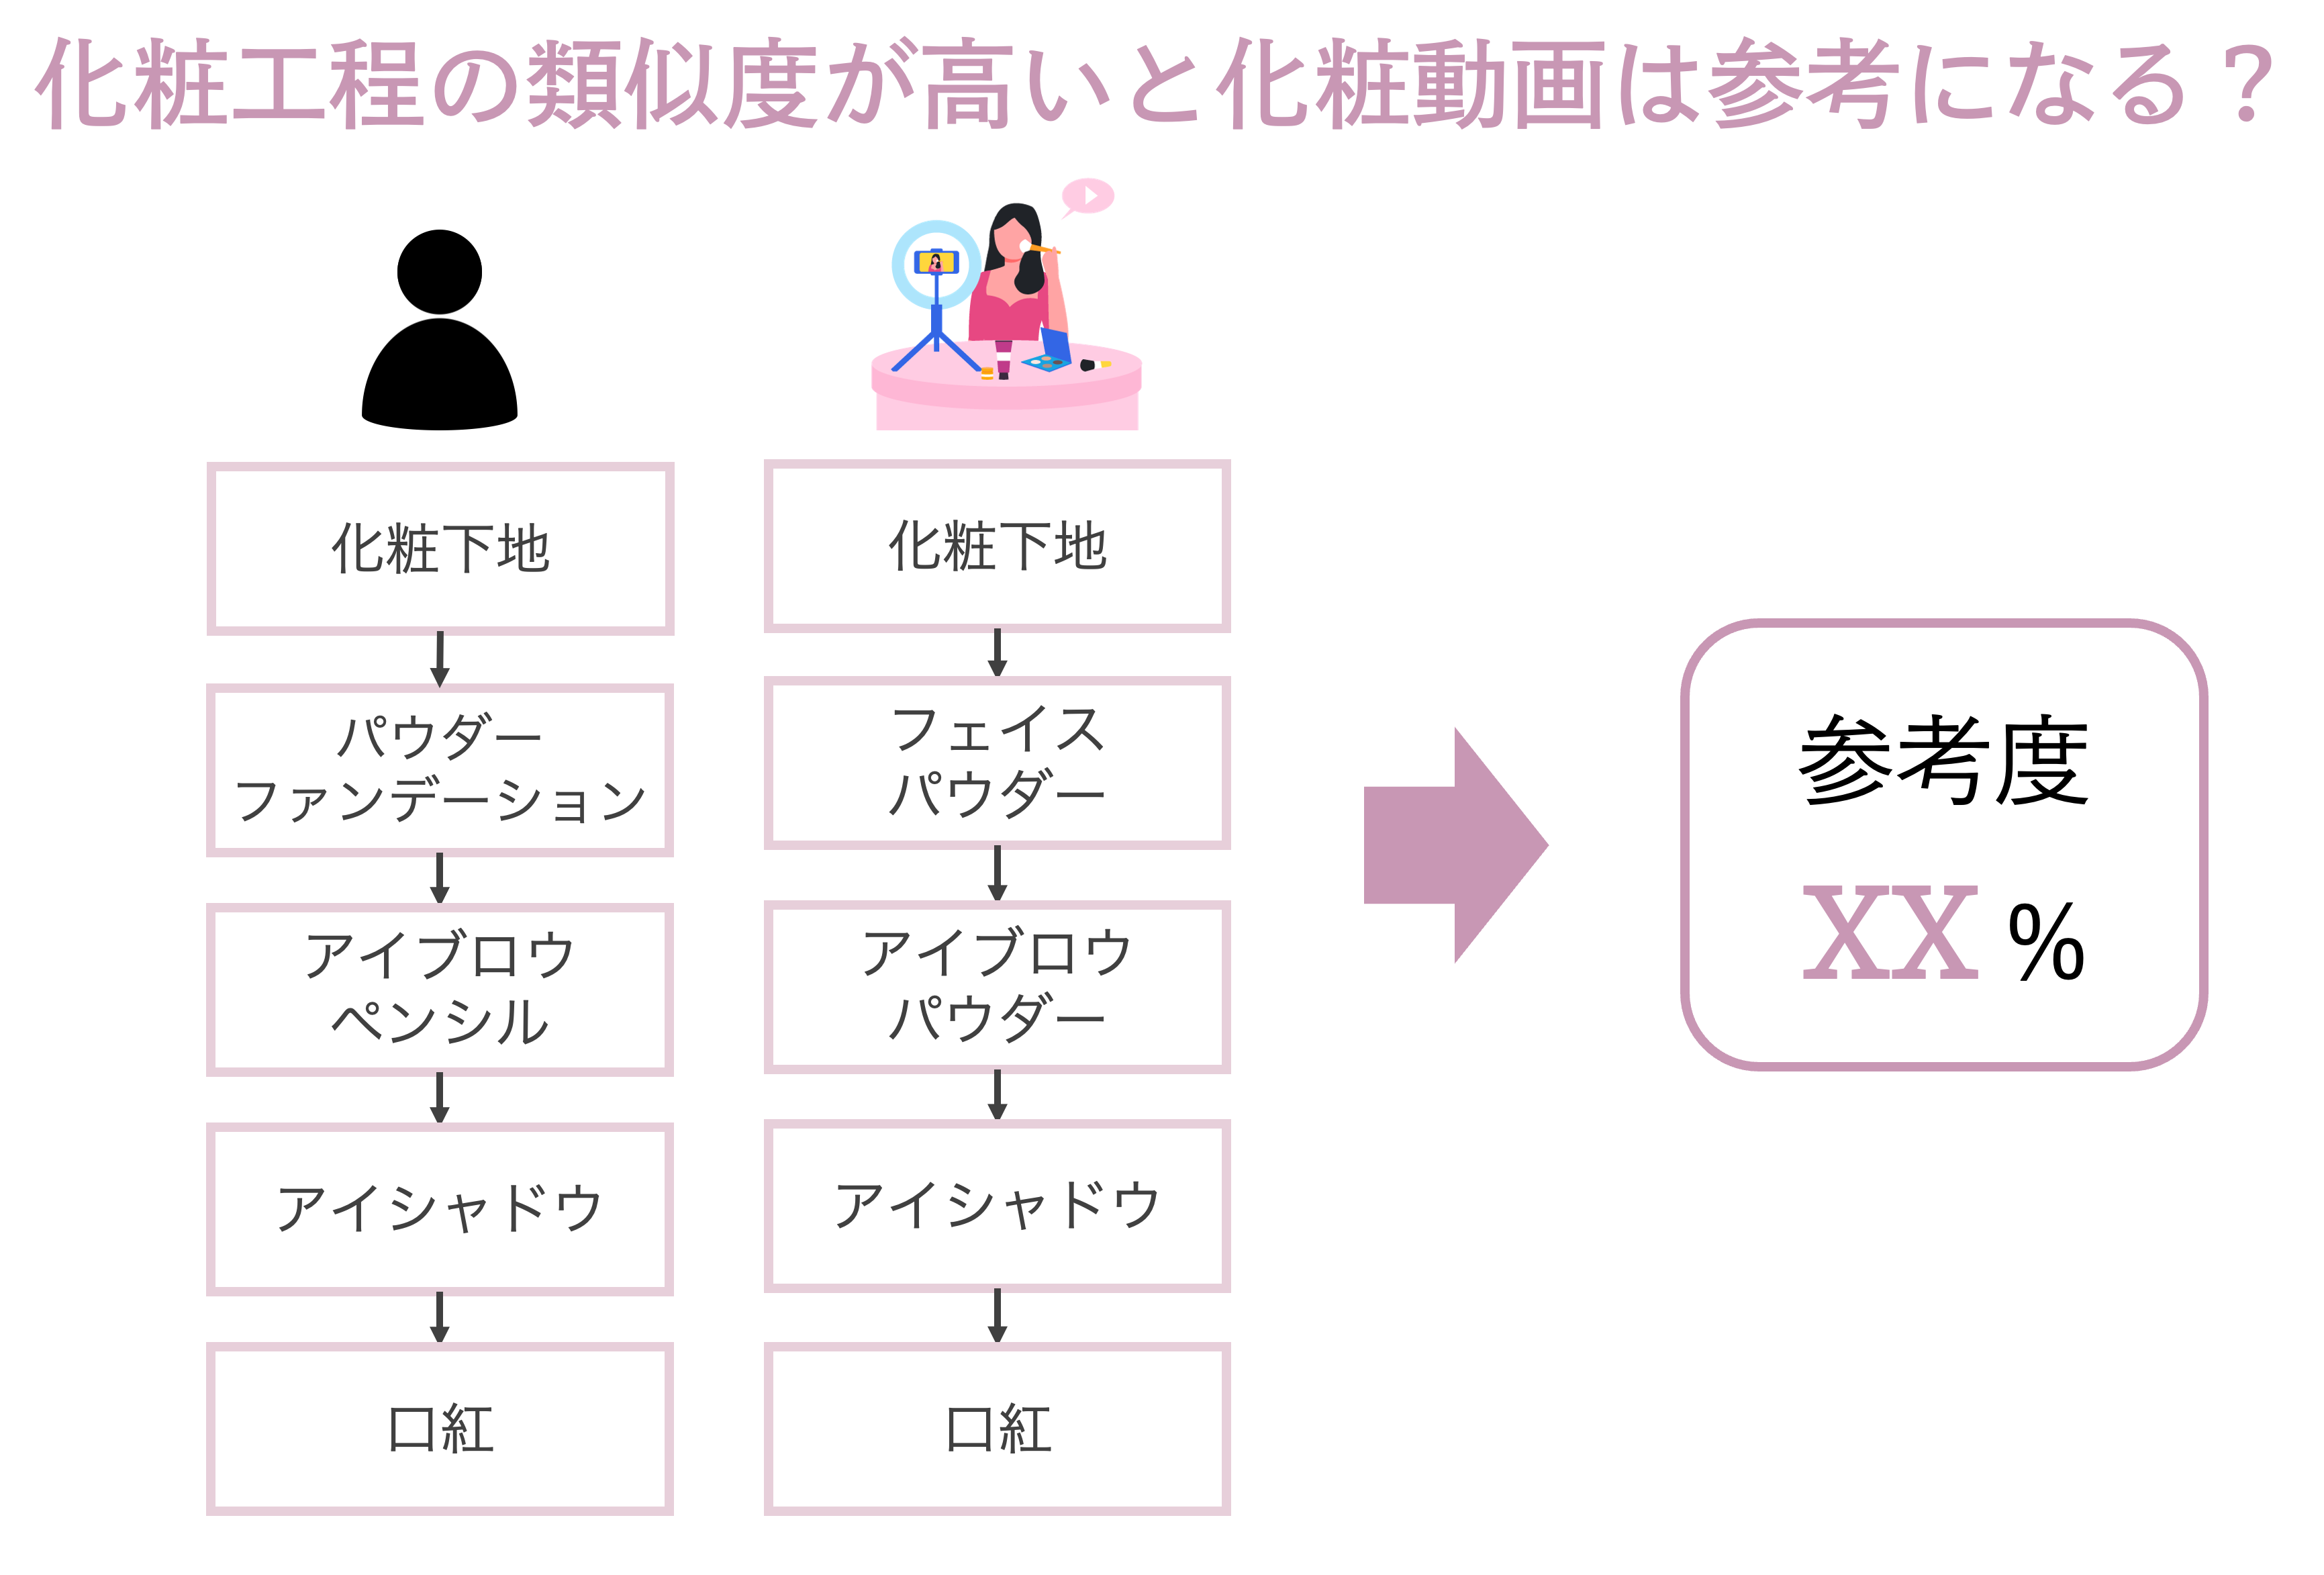 化粧工程の類似度が高いと化粧動画は参考になる？
化粧下地
パウダー
ファンデーション
アイブロウ
ペンシル
アイシャドウ
口紅
化粧下地
フェイス
パウダー
アイブロウ
パウダー
アイシャドウ
口紅
参考度
XX %